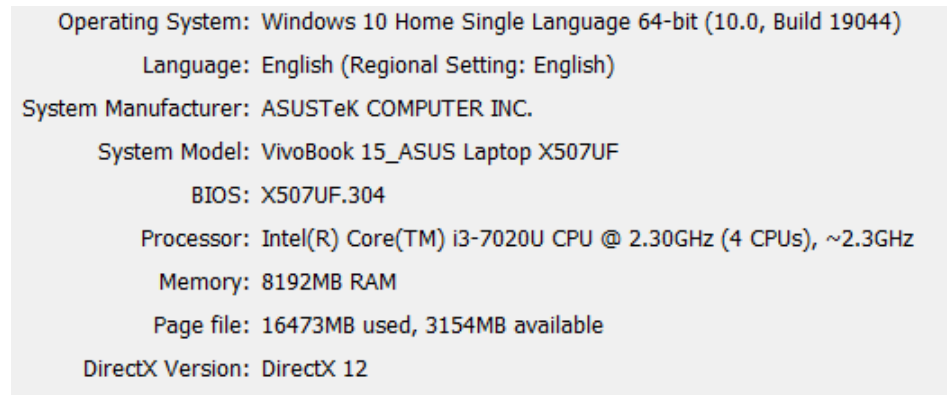 Operating System: Windows 10 Home Single Language 64-bit (10.0, Build 19044)
Language: English (Regional Setting: English)
System Manufacturer: ASUSTeK COMPUTER INC.
System Model: VivoBook 15_ASUS Laptop X507UF
BIOS: X507UF.304
Processor: Intel(R) Core(TM) i3-7020U CPU @ 2.30GHz (4 CPUs), ~2.3GHz
Memory: 8192MB RAM
Page file: 16473MB used, 3154MB available
DirectX Version: DirectX 12